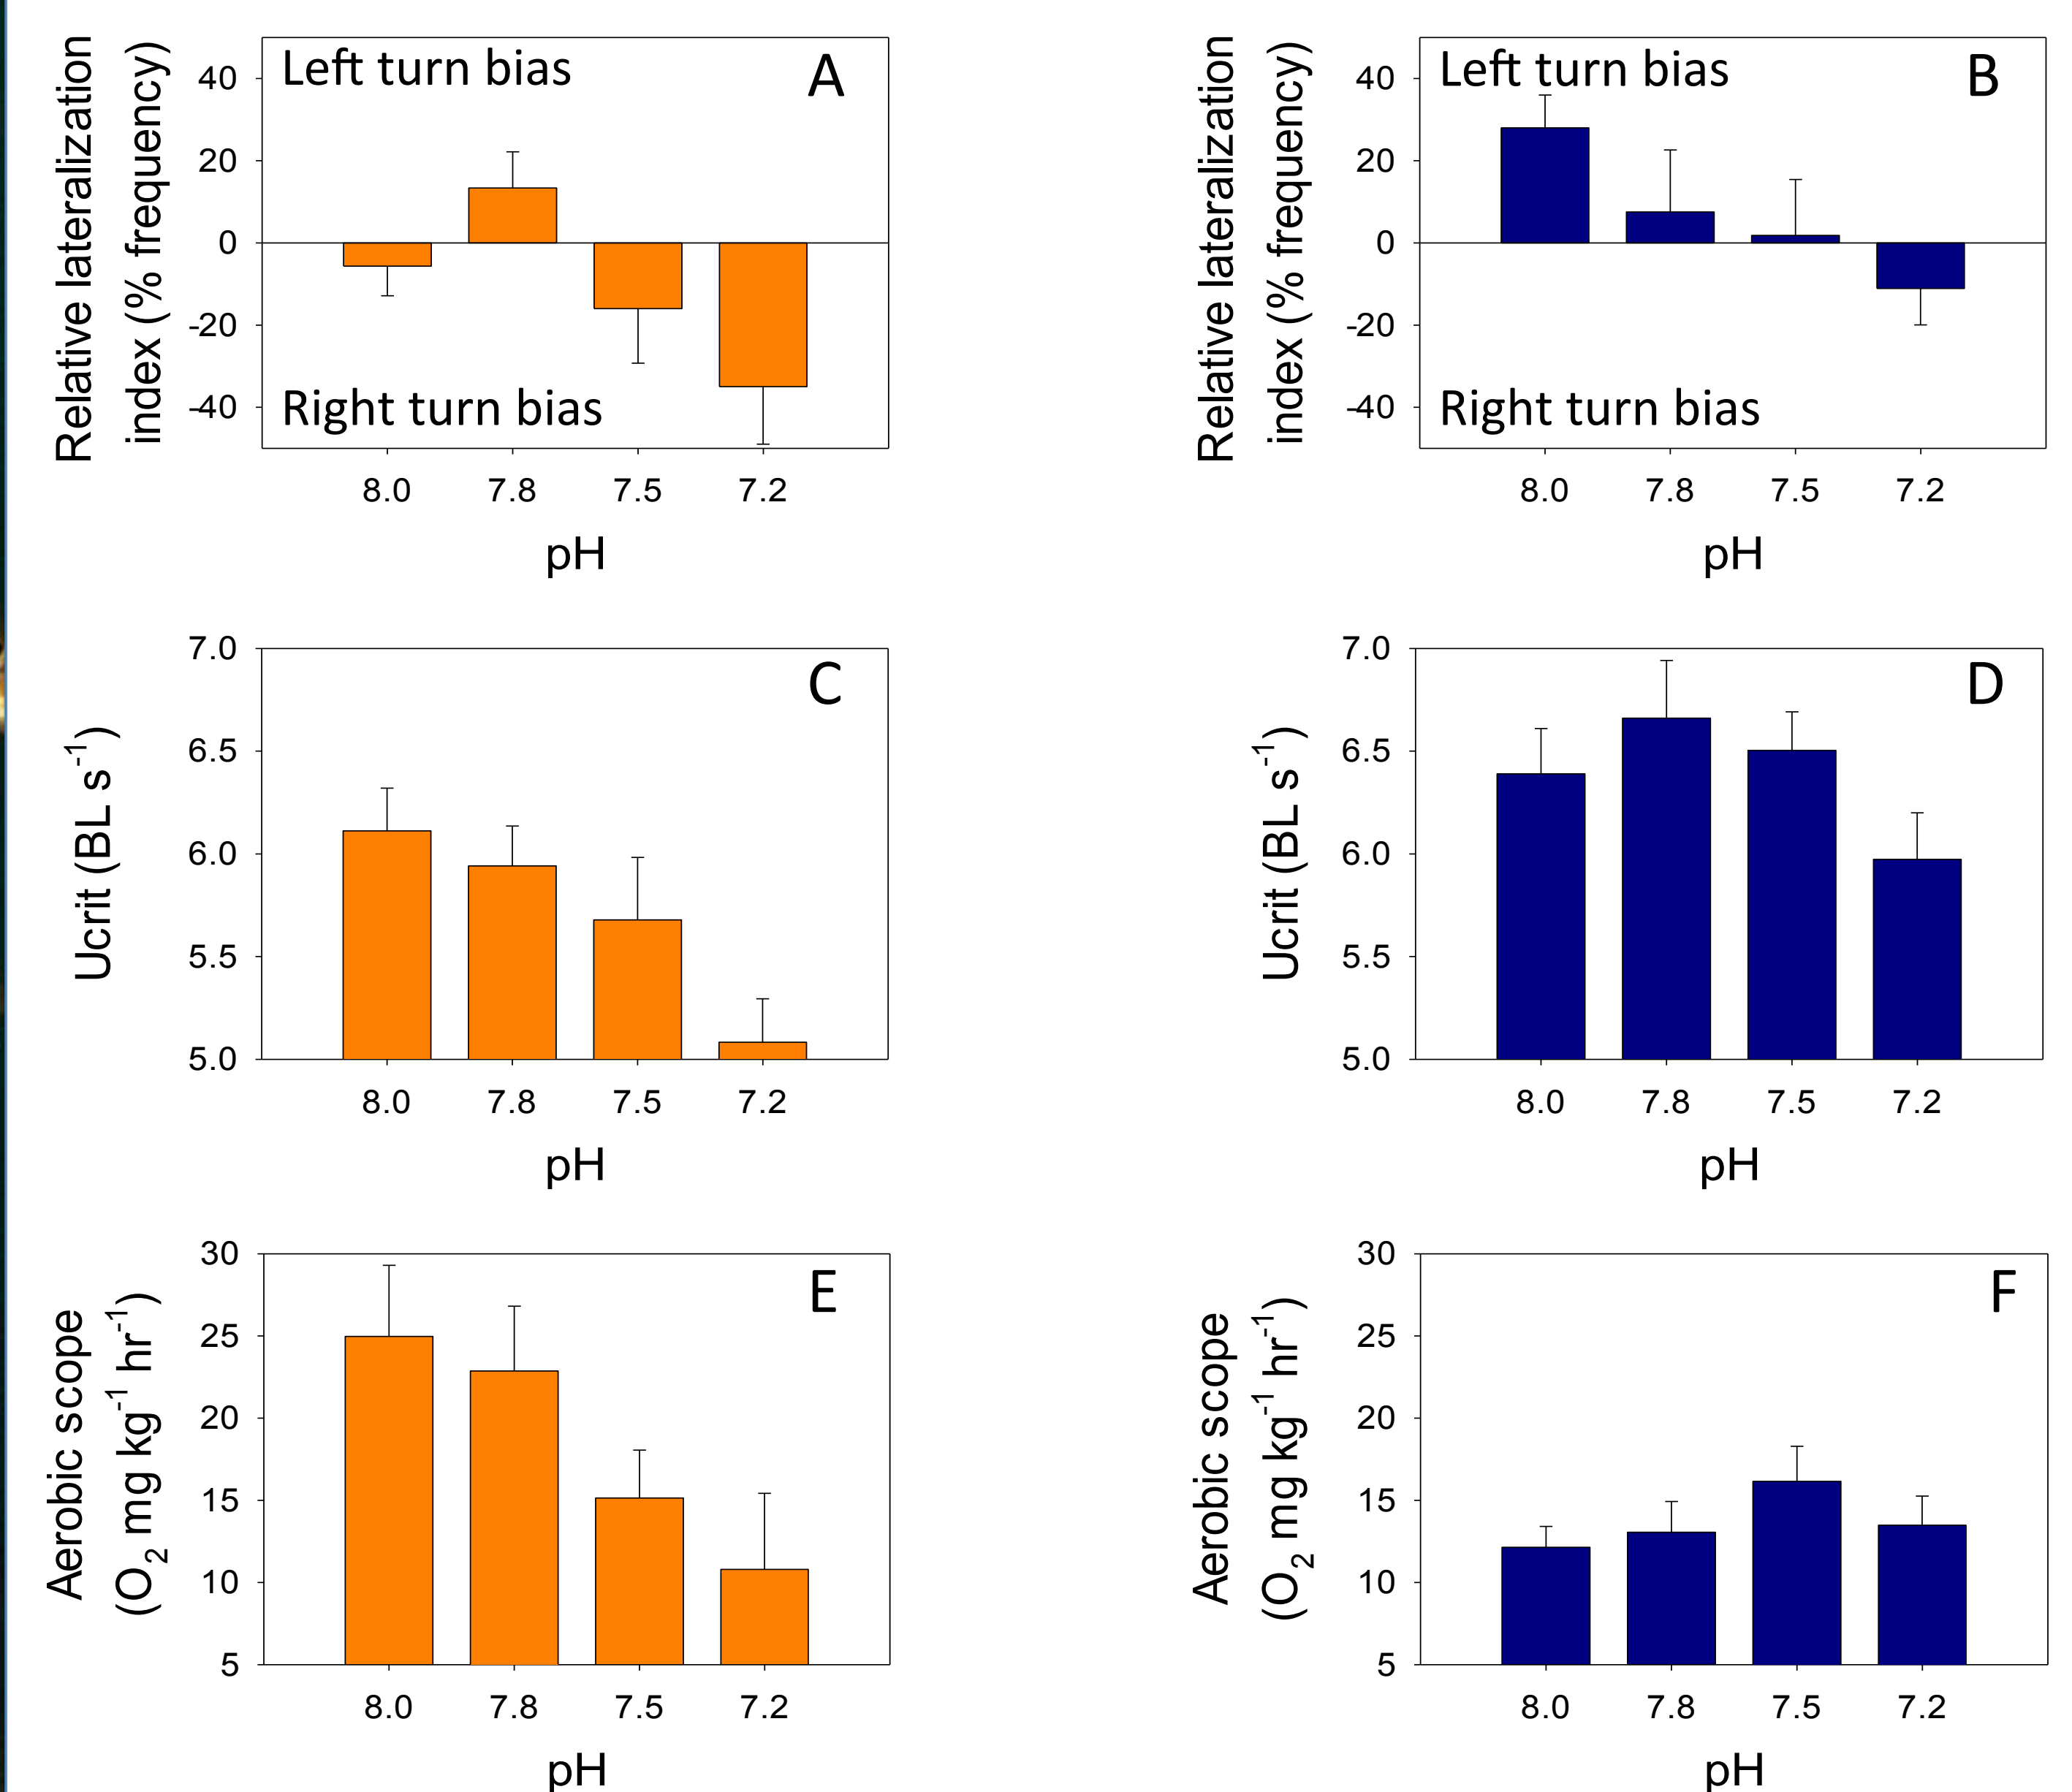 Relative lateralization
index (% frequency)
Left turn bias
A
40
20
0
-20
-40
Right turn bias
8.0 7.8 7.5 7.2
pH
Relative lateralization
index (% frequency)
Left turn bias
B
40
20
0
-20
-40
Right turn bias
8.0 7.8 7.5 7.2
pH
Ucrit (BL s⁻¹)
C
7.0
6.5
6.0
5.5
5.0
8.0 7.8 7.5 7.2
pH
Ucrit (BL s⁻¹)
D
7.0
6.5
6.0
5.5
5.0
8.0 7.8 7.5 7.2
pH
Aerobic scope
(O₂ mg kg⁻¹ hr⁻¹)
E
30
25
20
15
10
5
8.0 7.8 7.5 7.2
pH
Aerobic scope
(O₂ mg kg⁻¹ hr⁻¹)
F
30
25
20
15
10
5
8.0 7.8 7.5 7.2
pH